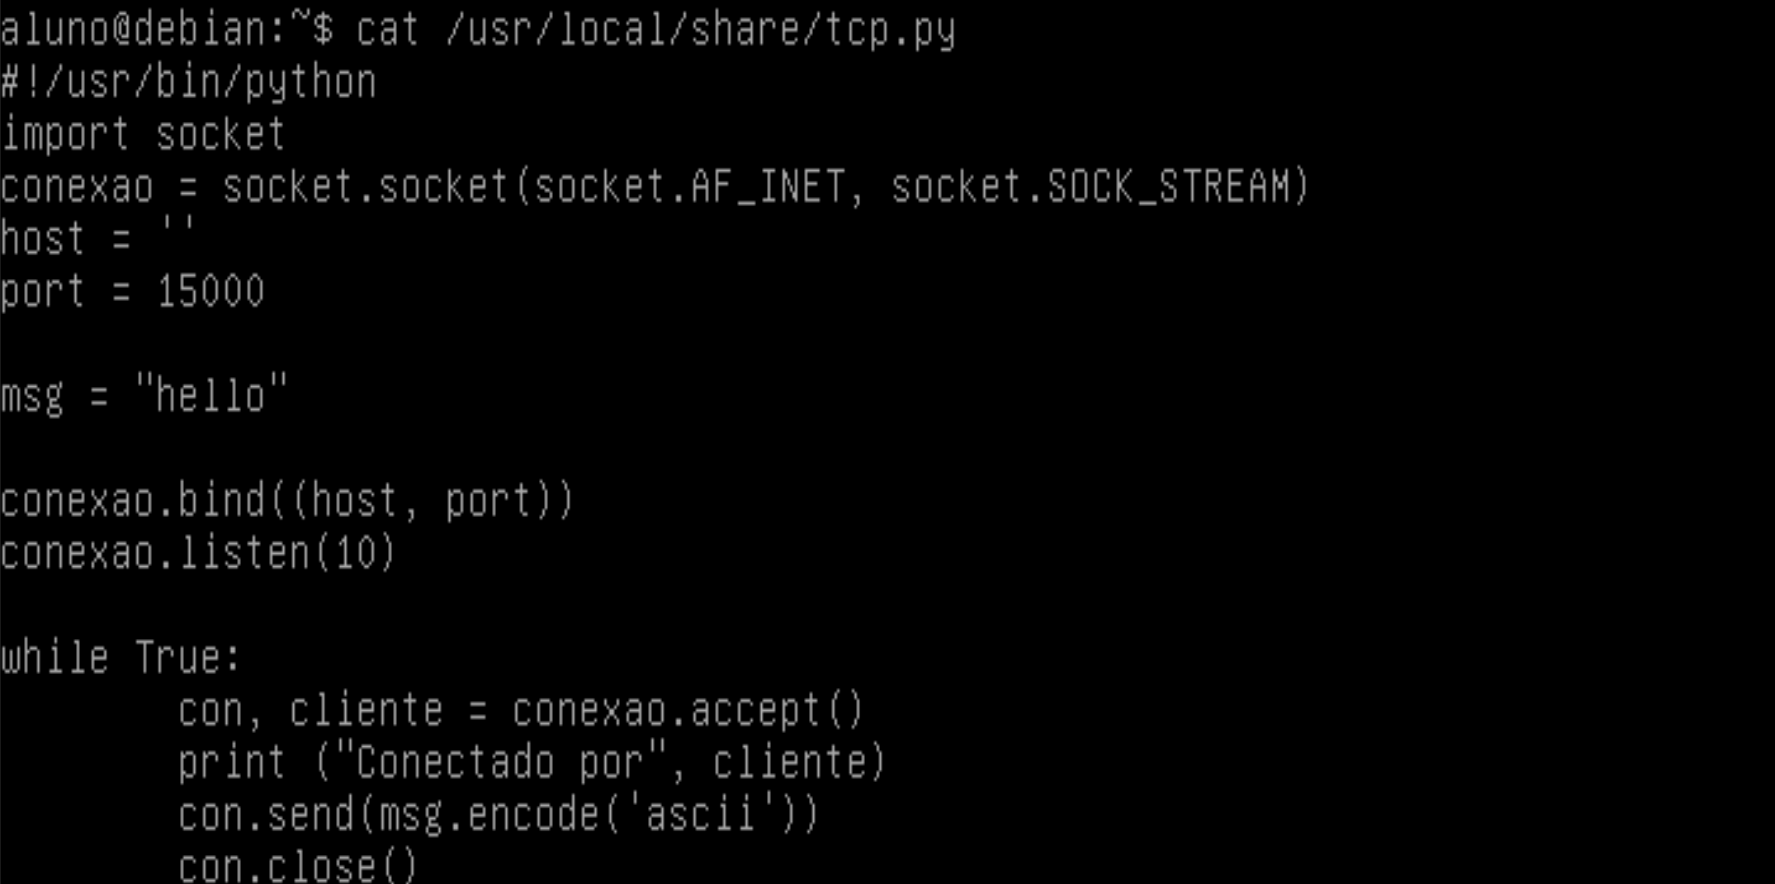 aluno@debian:~$ cat /usr/local/share/tcp.py
#!/usr/bin/python
import socket
conexao = socket.socket(socket.AF_INET, socket.SOCK_STREAM)
host = ''
port = 15000

msg = "hello"

conexao.bind((host, port))
conexao.listen(10)

while True:
        con, cliente = conexao.accept()
        print ("Conectado por", cliente)
        con.send(msg.encode('ascii'))
        con.close()